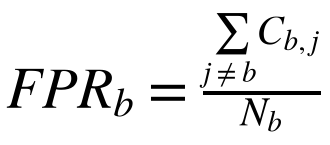 $FPR_b = \frac{\sum_{j \neq b} C_{b,j}}{N_b}$